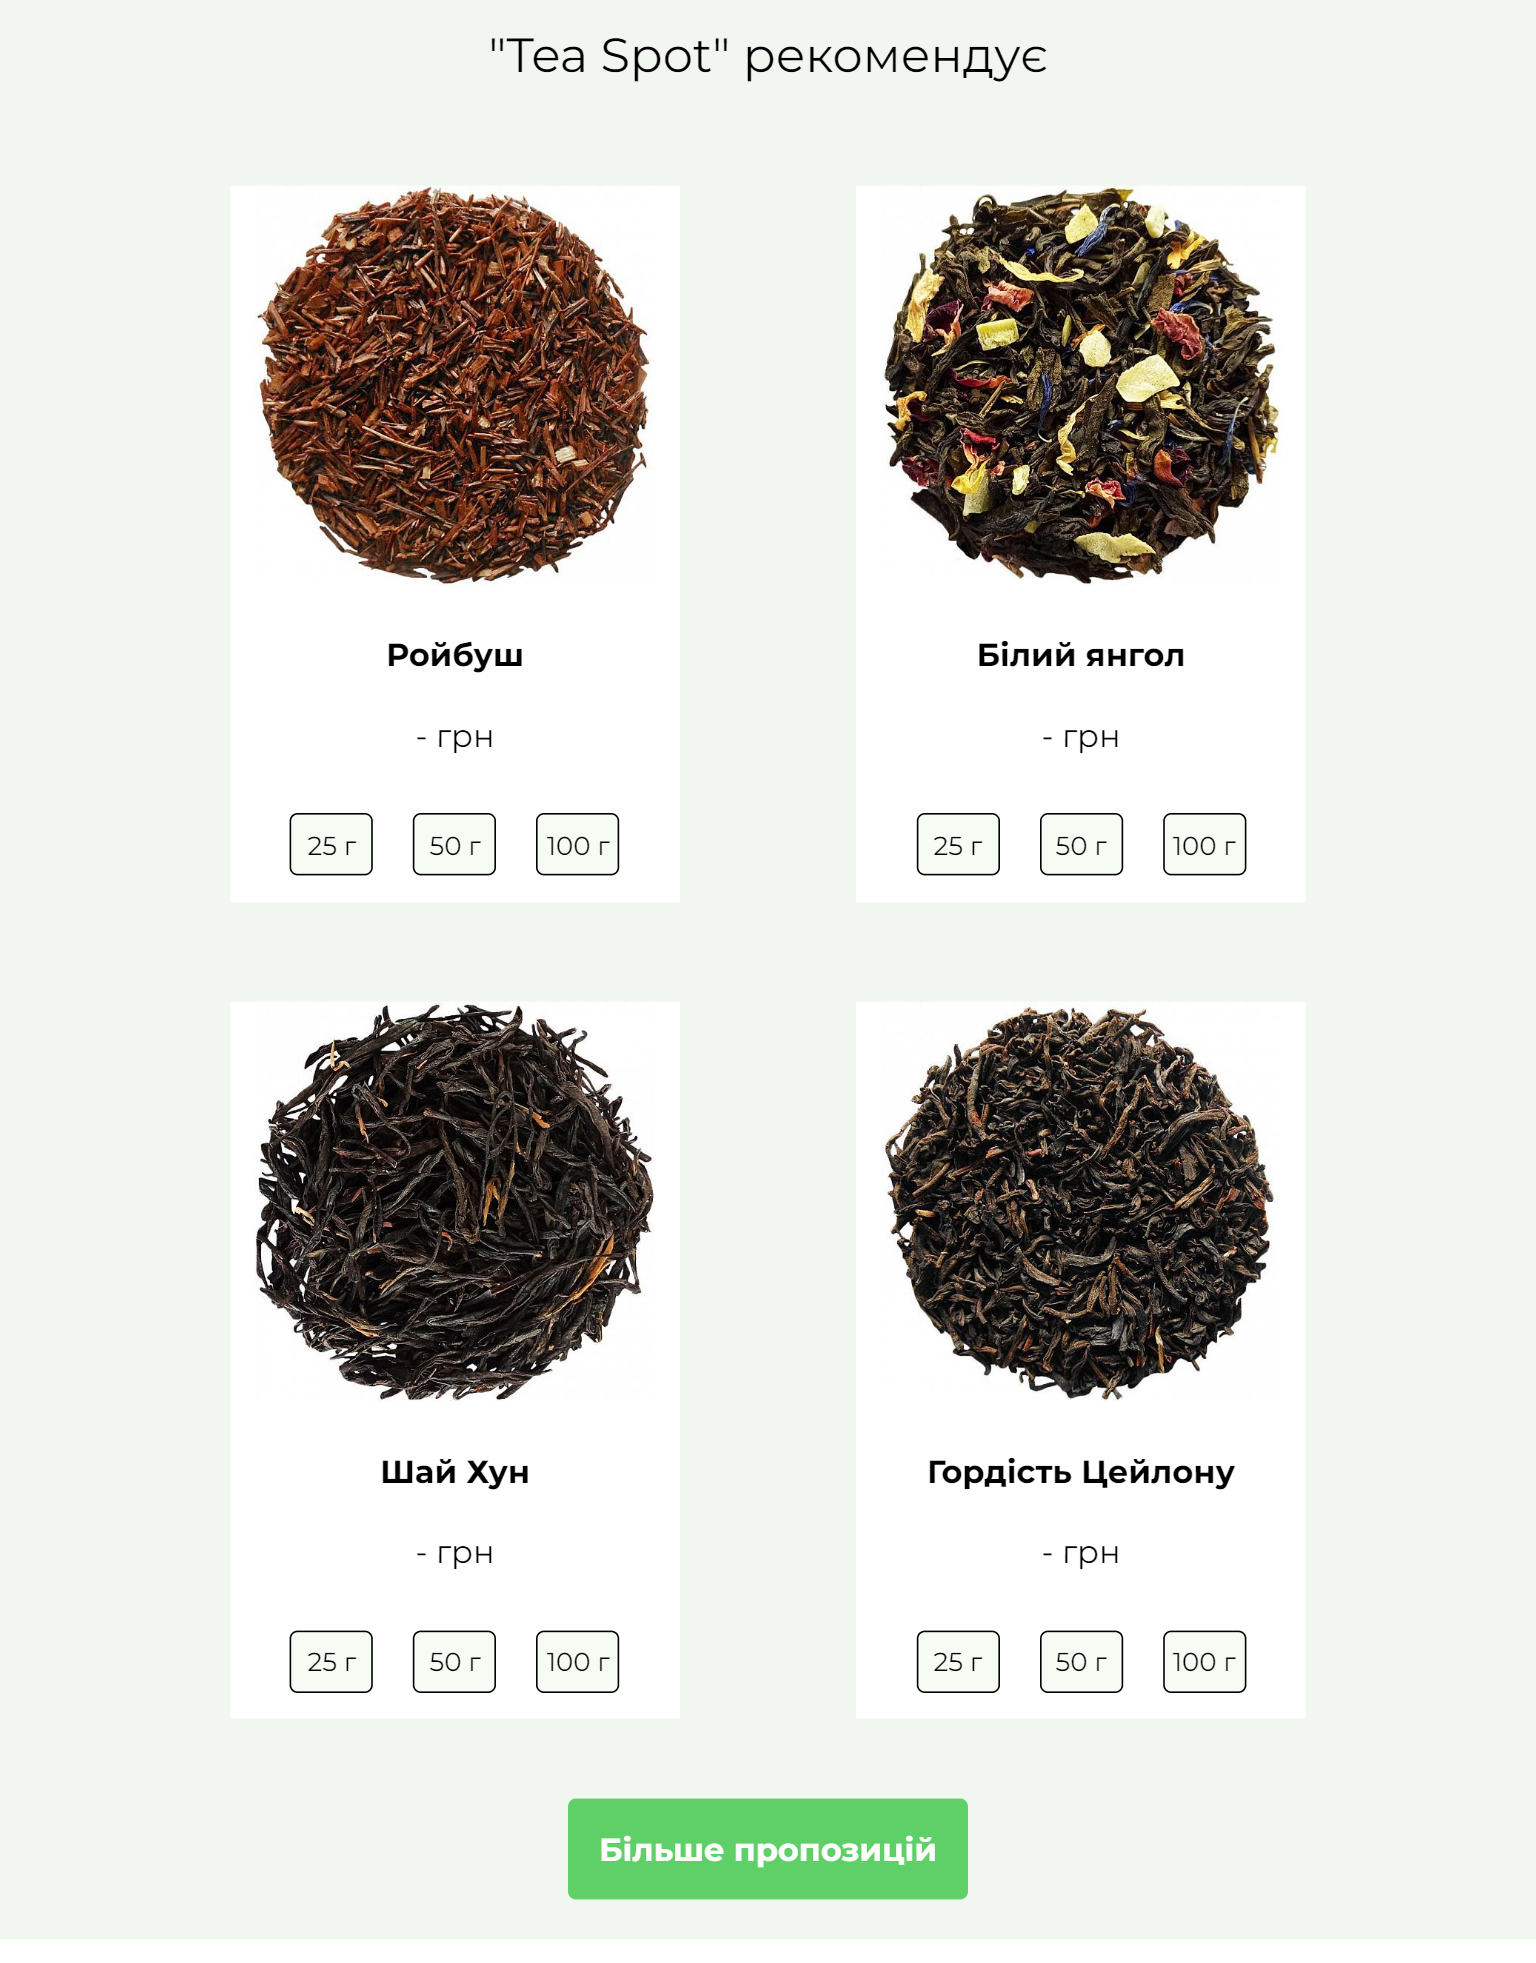 "Tea Spot" рекомендує
Ройбуш
- грн
25 г 50 г 100 г
Білий янгол
- грн
25 г 50 г 100 г
Шай Хун
- грн
25 г 50 г 100 г
Гордість Цейлону
- грн
25 г 50 г 100 г
Більше пропозицій